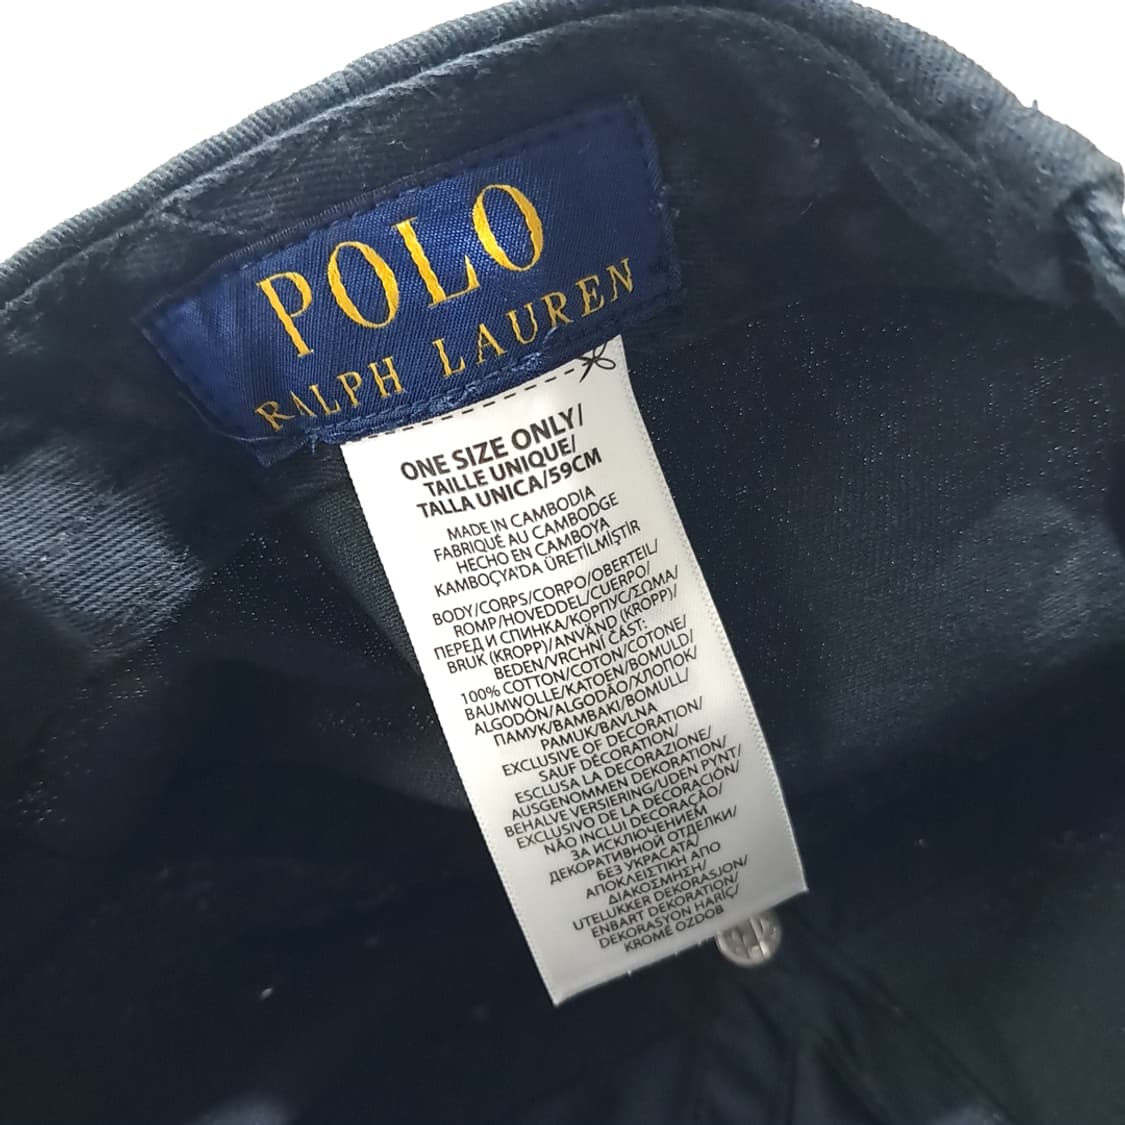 POLO
RALPH LAUREN
ONE SIZE ONLY/
TAILLE UNIQUE/
TALLA UNICA/59CM
MADE IN CAMBODIA
FABRIQUÉ AU CAMBODGE
HECHO EN CAMBOYA
KAMBOÇYA'DA ÜRETİLMİŞTİR
BODY/CORPS/CORPO/OBERTEIL/
ROMP/HOVEDDEL/CUERPO/
ПЕРЕД И СПИНКА/КОРПУС/ΣΩΜΑ/
BRUK (KROPP)/ANVÄND (KROPP)/
BEDEN/VRCHNÍ ČÁST:
100% COTTON/COTON/COTONE/
BAUMWOLLE/KATOEN/BOMULD/
ALGODÓN/ALGODÃO/ХЛОПОК/
ПАМУК/ΒΑΜΒΑΚΙ/BOMULL/
PAMUK/BAVLNA
EXCLUSIVE OF DECORATION/
SAUF DÉCORATION/
ESCLUSA LA DECORAZIONE/
AUSGENOMMEN DEKORATION/
BEHALVE VERSIERING/UDEN PYNT/
EXCLUSIVO DE LA DECORACIÓN/
NÃO INCLUI DECORAÇÃO/
ЗА ИСКЛЮЧЕНИЕМ
ДЕКОРАТИВНОЙ ОТДЕЛКИ/
БЕЗ УКРАСАТА/
ΑΠΟΚΛΕΙΣΤΙΚΗ ΑΠΟ
ΔΙΑΚΟΣΜΗΣΗ/
UTELUKKER DEKORASJON/
ENBART DEKORATION/
DEKORASYON HARİÇ/
KROMĚ OZDOB